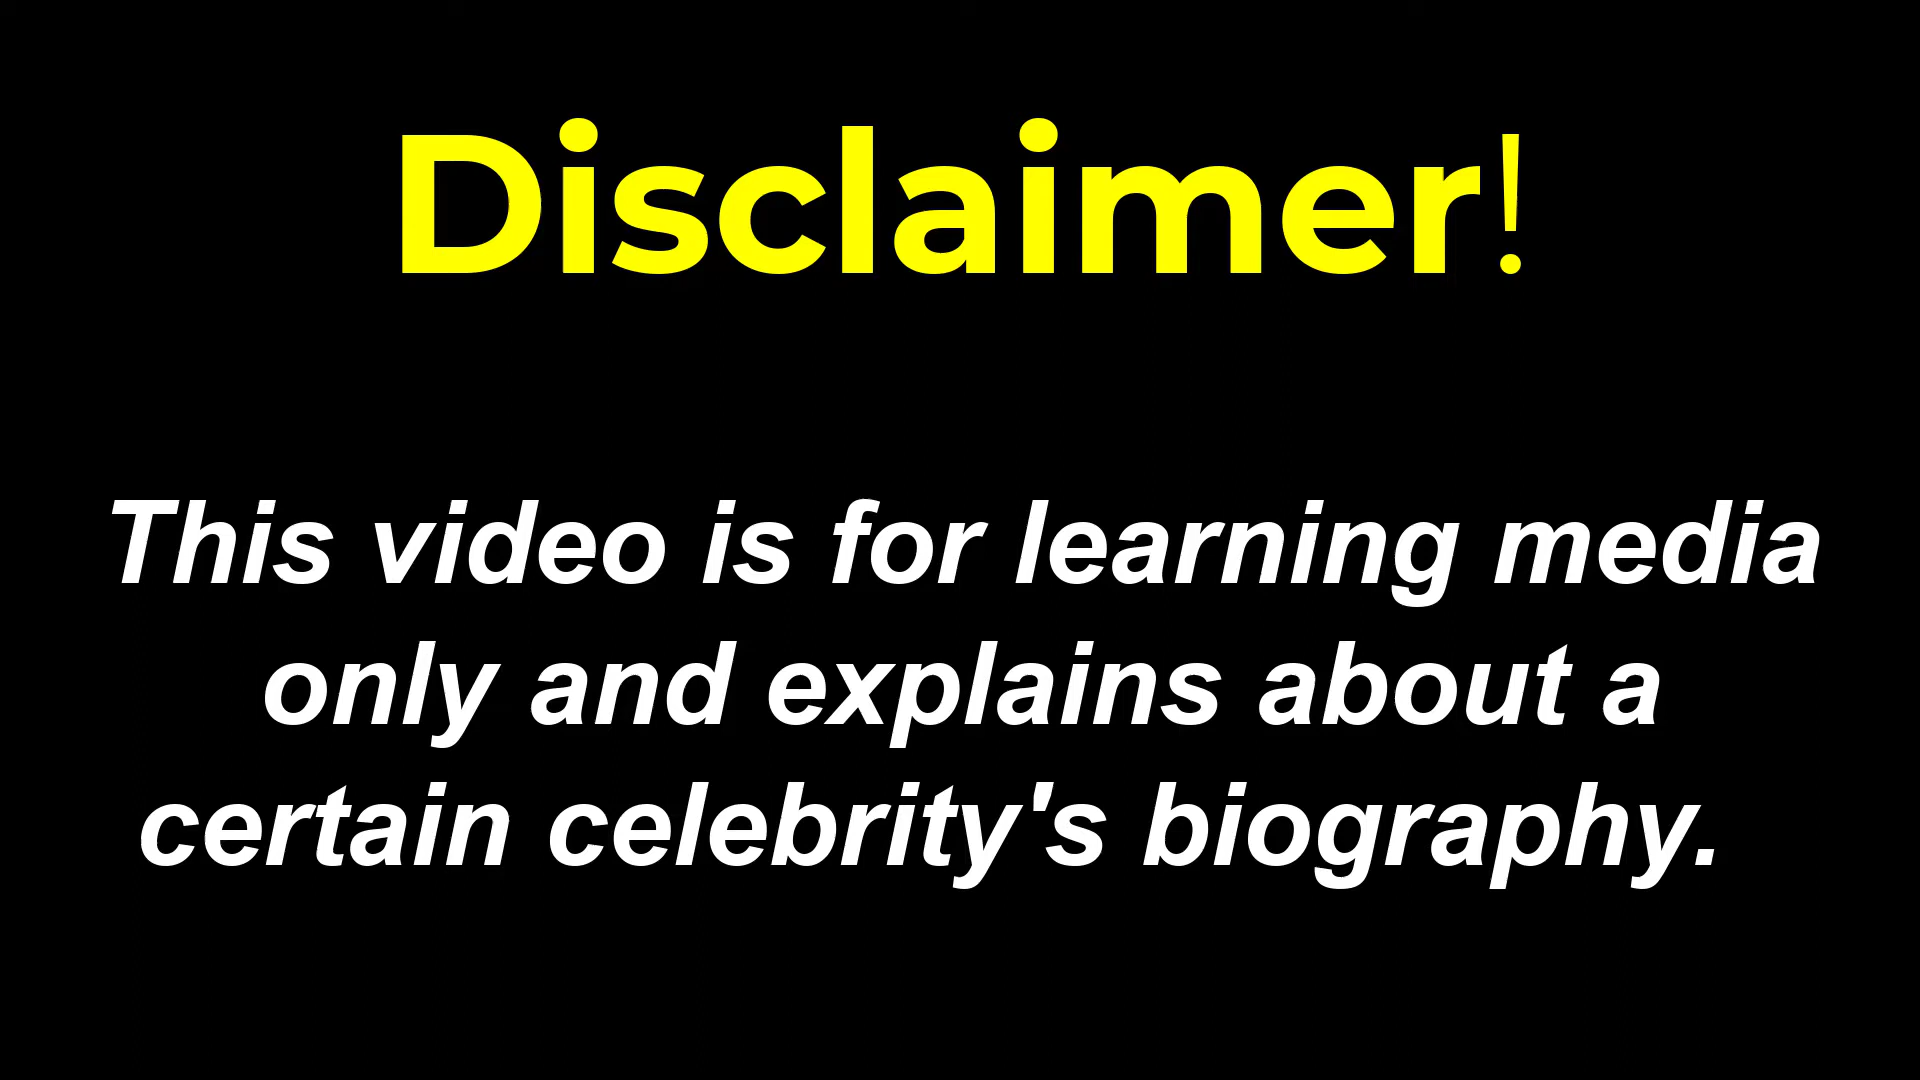 Disclaimer!
This video is for learning media
only and explains about a
certain celebrity's biography.